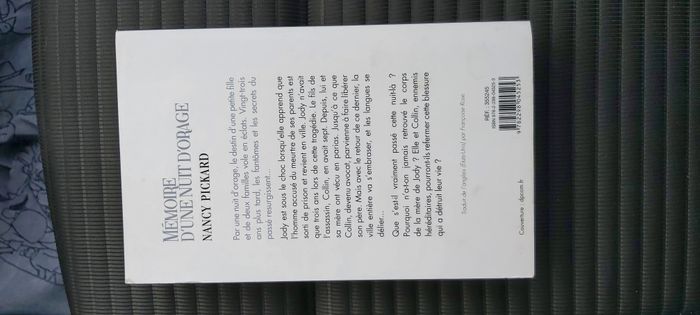 MÉMOIRE
D'UNE NUIT D'ORAGE
NANCY PICKARD
Par une nuit d'orage, le destin d'une petite fille
et de deux familles vole en éclats. Vingt-trois
ans plus tard, les fantômes et les secrets du
passé resurgissent...
Jody est sous le choc lorsqu'elle apprend que
l'homme accusé du meurtre de ses parents est
sorti de prison et revient en ville. Jody n'avait
que trois ans lors de cette tragédie. Le fils de
l'assassin, Collin, en avait sept. Depuis, lui et
sa mère ont vécu en parias. Jusqu'à ce que
Collin, devenu avocat, parvienne à faire libérer
son père. Mais avec le retour de ce dernier, la
ville entière va s'embraser, et les langues se
délier...
Que s'est-il vraiment passé cette nuit-là ?
Pourquoi n'a-t-on jamais retrouvé le corps
de la mère de Jody ? Elle et Collin, ennemis
héréditaires, pourront-ils refermer cette blessure
qui a détruit leur vie ?
Traduit de l'anglais (États-Unis) par Françoise Rose
RÉF : 355245
Couverture : dpcom.fr